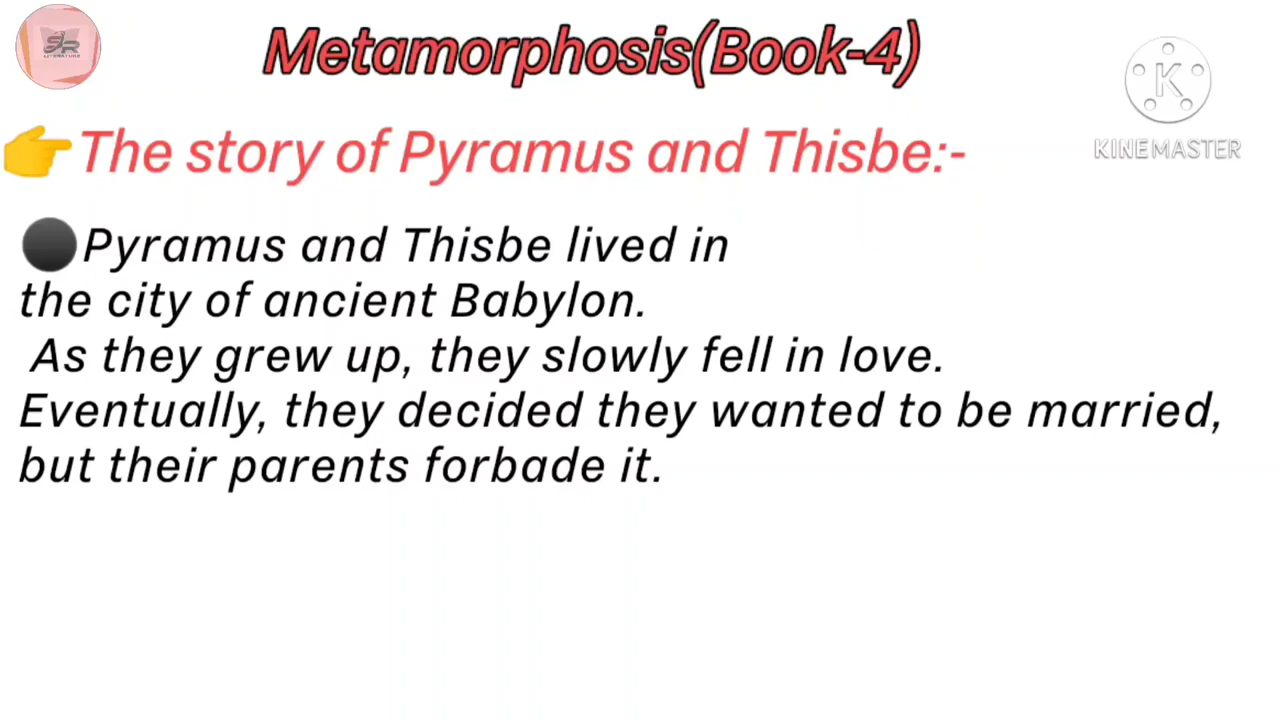 SR
LITERATURE
Metamorphosis(Book-4)
K
KINEMASTER
👉The story of Pyramus and Thisbe:-
⚫Pyramus and Thisbe lived in
the city of ancient Babylon.
As they grew up, they slowly fell in love.
Eventually, they decided they wanted to be married,
but their parents forbade it.